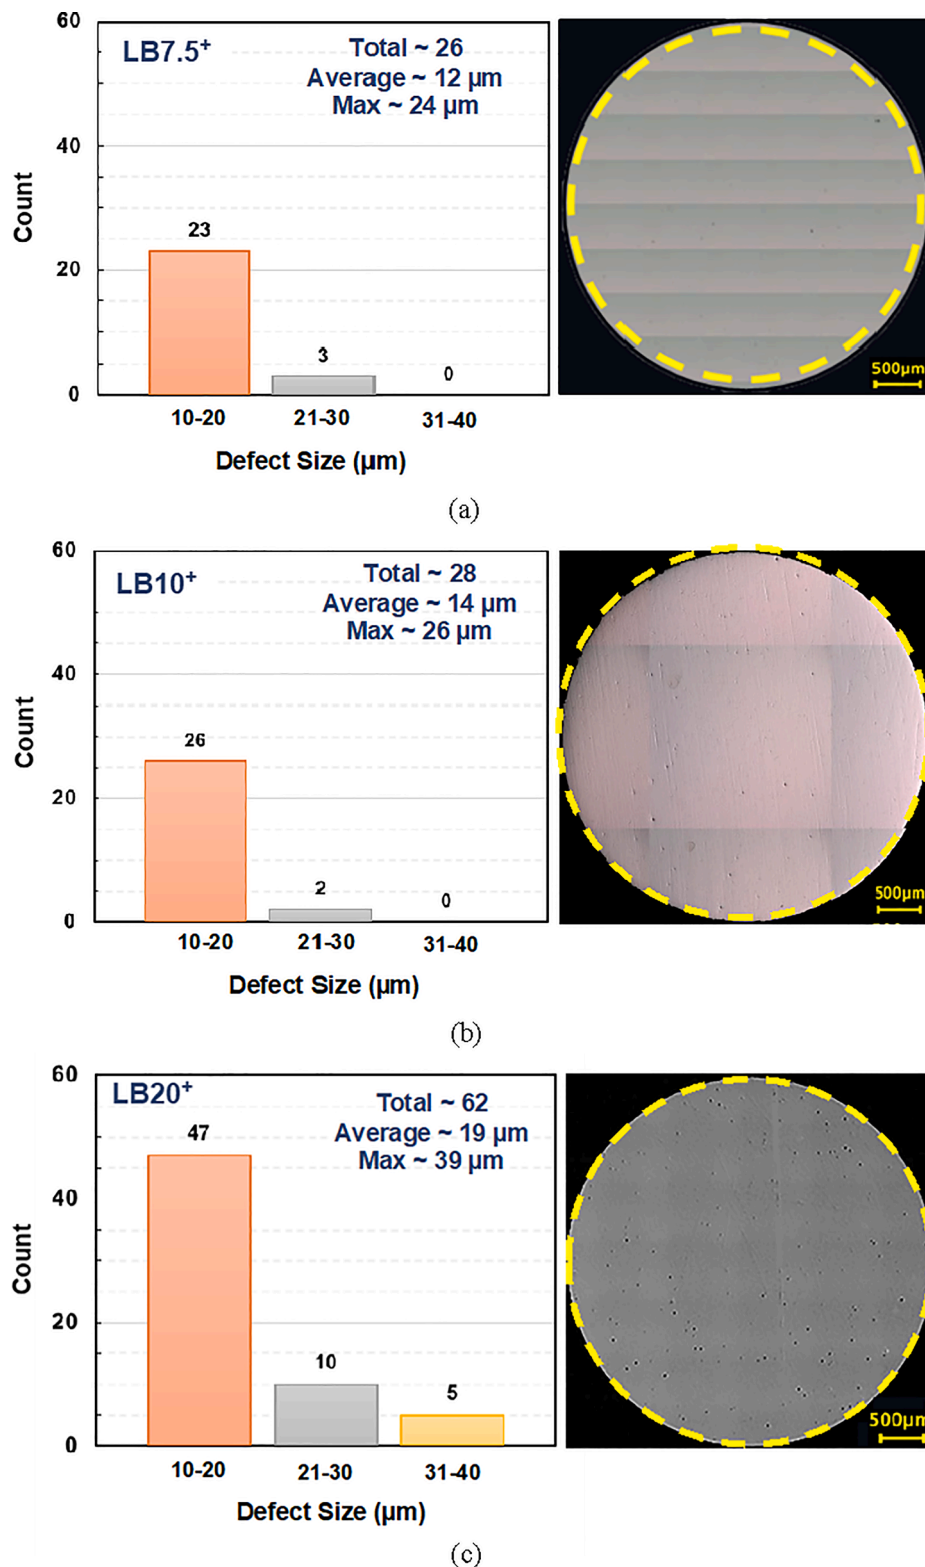 60
LB7.5+
Total ~ 26
Average ~ 12 µm
Max ~ 24 µm
40
Count
23
20
3
0
0
10-20 21-30 31-40
Defect Size (µm)
500µm
(a)
60
LB10+
Total ~ 28
Average ~ 14 µm
Max ~ 26 µm
40
Count
26
20
2
0
0
10-20 21-30 31-40
Defect Size (µm)
500µm
(b)
60
LB20+
Total ~ 62
Average ~ 19 µm
Max ~ 39 µm
47
40
Count
20
10
5
0
10-20 21-30 31-40
Defect Size (µm)
500µm
(c)